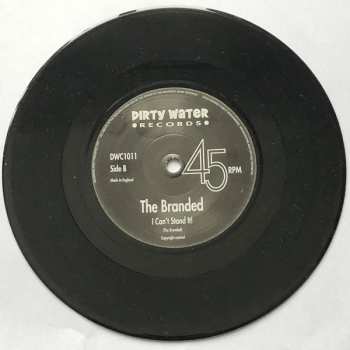 DIRTY WATER
RECORDS
DWC1011
Side B
Made in England
45 RPM
The Branded
I Can't Stand It!
(The Branded)
Copyright control